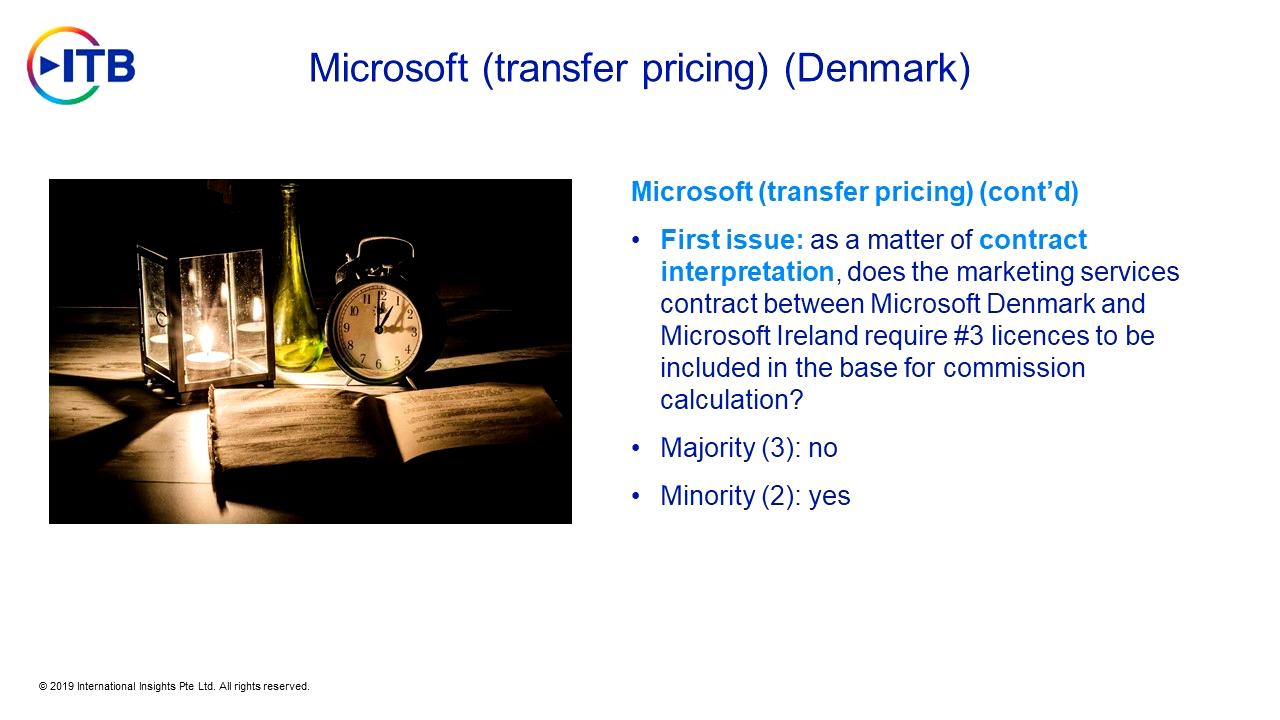 ITB
Microsoft (transfer pricing) (Denmark)
Microsoft (transfer pricing) (cont’d)
• First issue: as a matter of contract
interpretation, does the marketing services
contract between Microsoft Denmark and
Microsoft Ireland require #3 licences to be
included in the base for commission
calculation?
• Majority (3): no
• Minority (2): yes
© 2019 International Insights Pte Ltd. All rights reserved.